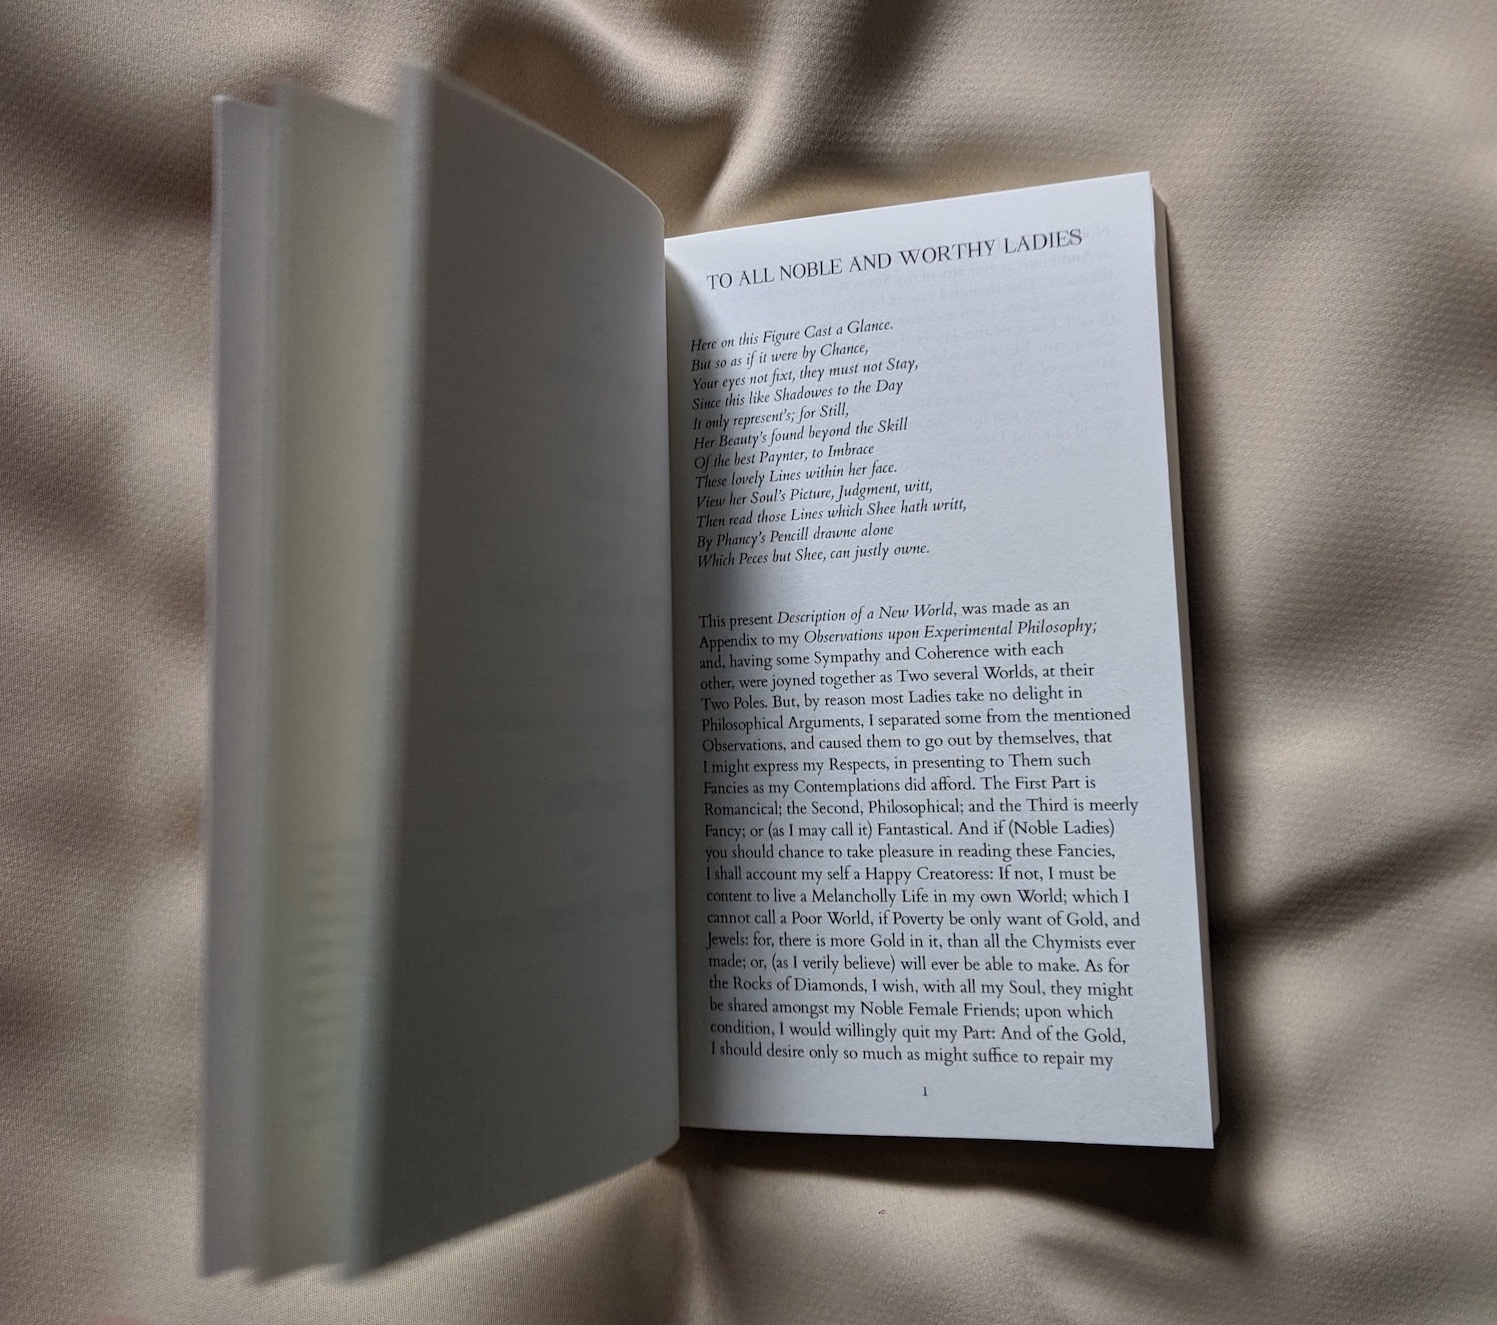 TO ALL NOBLE AND WORTHY LADIES
Here on this Figure Cast a Glance.
But so as if it were by Chance,
Your eyes not fixt, they must not Stay,
Since this like Shadowes to the Day
It only represent's; for Still,
Her Beauty's found beyond the Skill
Of the best Paynter, to Imbrace
These lovely Lines within her face.
View her Soul's Picture, Judgment, witt,
Then read those Lines which Shee hath writt,
By Phancy's Pencill drawne alone
Which Peces but Shee, can justly owne.
This present Description of a New World, was made as an
Appendix to my Observations upon Experimental Philosophy;
and, having some Sympathy and Coherence with each
other, were joyned together as Two several Worlds, at their
Two Poles. But, by reason most Ladies take no delight in
Philosophical Arguments, I separated some from the mentioned
Observations, and caused them to go out by themselves, that
I might express my Respects, in presenting to Them such
Fancies as my Contemplations did afford. The First Part is
Romancical; the Second, Philosophical; and the Third is meerly
Fancy; or (as I may call it) Fantastical. And if (Noble Ladies)
you should chance to take pleasure in reading these Fancies,
I shall account my self a Happy Creatoress: If not, I must be
content to live a Melancholly Life in my own World; which I
cannot call a Poor World, if Poverty be only want of Gold, and
Jewels: for, there is more Gold in it, than all the Chymists ever
made; or, (as I verily believe) will ever be able to make. As for
the Rocks of Diamonds, I wish, with all my Soul, they might
be shared amongst my Noble Female Friends; upon which
condition, I would willingly quit my Part: And of the Gold,
I should desire only so much as might suffice to repair my
1